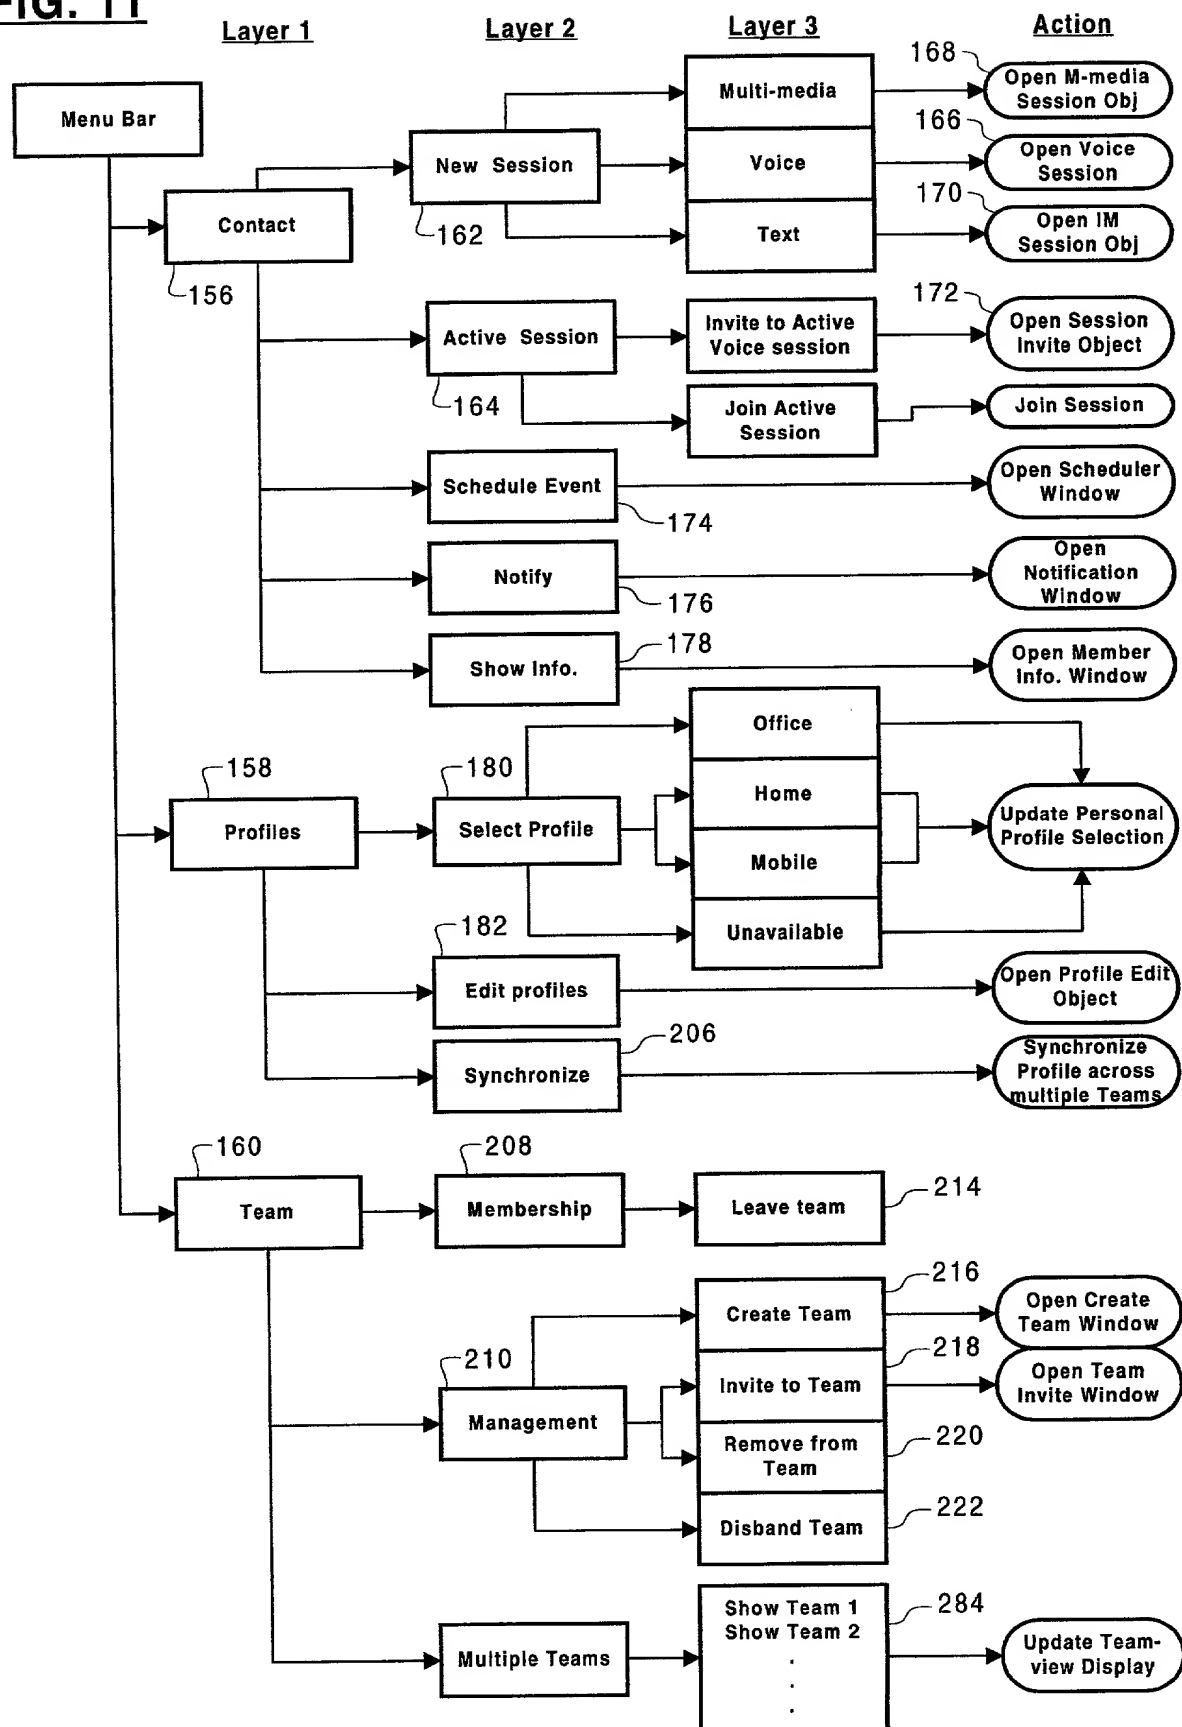 FIG. 11
Layer 1
Layer 2
Layer 3
Action
Menu Bar
Contact
156
New Session
162
Multi-media
Voice
Text
168
Open M-media
Session Obj
166
Open Voice
Session
170
Open IM
Session Obj
Active Session
164
Invite to Active
Voice session
172
Open Session
Invite Object
Join Active
Session
Join Session
Schedule Event
174
Open Scheduler
Window
Notify
176
Open
Notification
Window
Show Info.
178
Open Member
Info. Window
158
Profiles
180
Select Profile
Office
Home
Mobile
Unavailable
Update Personal
Profile Selection
182
Edit profiles
Open Profile Edit
Object
206
Synchronize
Synchronize
Profile across
multiple Teams
160
Team
208
Membership
Leave team
214
210
Management
Create Team
216
Open Create
Team Window
Invite to Team
218
Open Team
Invite Window
Remove from
Team
220
Disband Team
222
Multiple Teams
Show Team 1
Show Team 2
.
.
.
284
Update Team-
view Display